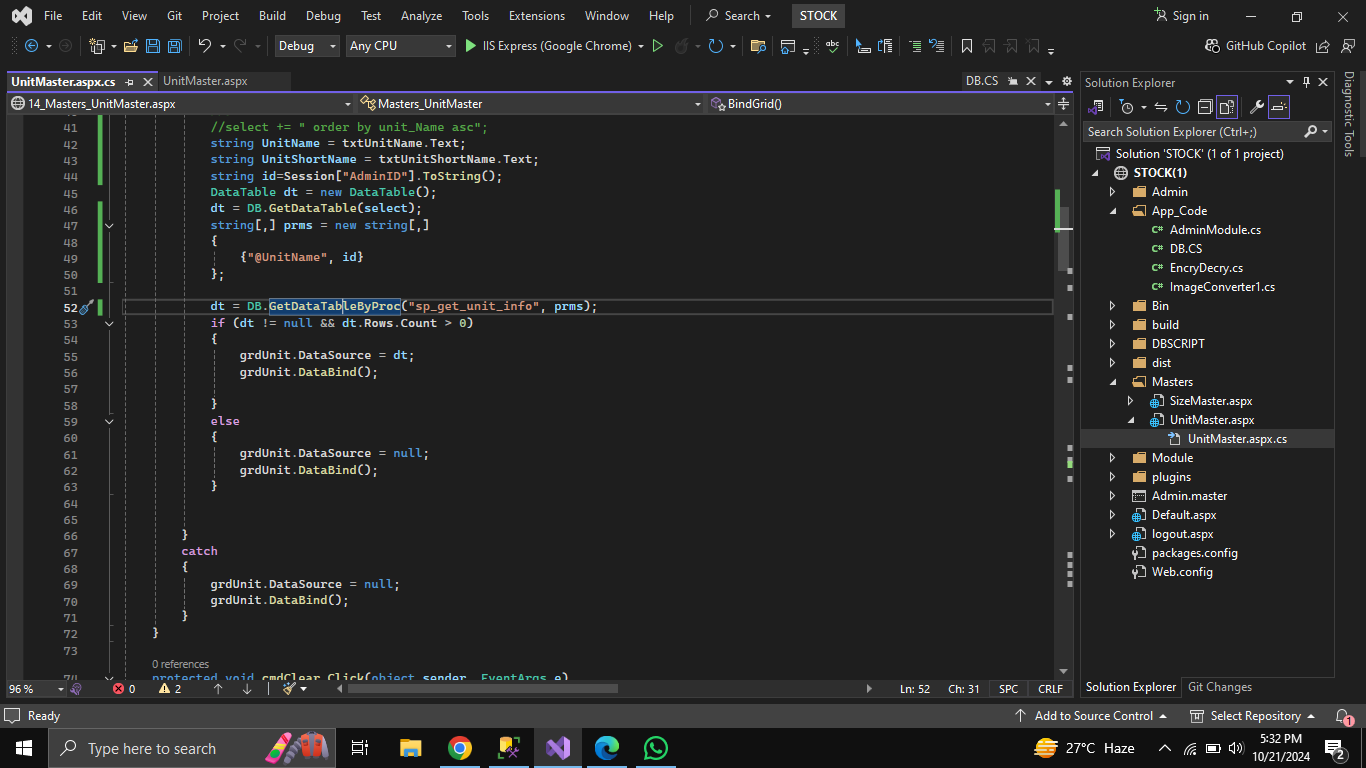 File Edit View Git Project Build Debug Test Analyze Tools Extensions Window Help Search STOCK Sign in
Debug Any CPU IIS Express (Google Chrome) GitHub Copilot
UnitMaster.aspx.cs UnitMaster.aspx DB.CS
14_Masters_UnitMaster.aspx Masters_UnitMaster BindGrid()
41 //select += " order by unit_Name asc";
42 string UnitName = txtUnitName.Text;
43 string UnitShortName = txtUnitShortName.Text;
44 string id=Session["AdminID"].ToString();
45 DataTable dt = new DataTable();
46 dt = DB.GetDataTable(select);
47 string[,] prms = new string[,]
48 {
49 {"@UnitName", id}
50 };
51
52 dt = DB.GetDataTableByProc("sp_get_unit_info", prms);
53 if (dt != null && dt.Rows.Count > 0)
54 {
55 grdUnit.DataSource = dt;
56 grdUnit.DataBind();
57
58 }
59 else
60 {
61 grdUnit.DataSource = null;
62 grdUnit.DataBind();
63 }
64
65
66 }
67 catch
68 {
69 grdUnit.DataSource = null;
70 grdUnit.DataBind();
71 }
72 }
73
0 references
74 protected void cmdClear_Click(object sender, EventArgs e)
96 % 0 2 Ln: 52 Ch: 31 SPC CRLF
Solution Explorer
Search Solution Explorer (Ctrl+;)
Solution 'STOCK' (1 of 1 project)
STOCK(1)
Admin
App_Code
C# AdminModule.cs
C# DB.CS
C# EncryDecry.cs
C# ImageConverter1.cs
Bin
build
DBSCRIPT
dist
Masters
SizeMaster.aspx
UnitMaster.aspx
UnitMaster.aspx.cs
Module
plugins
Admin.master
Default.aspx
logout.aspx
packages.config
Web.config
Solution Explorer Git Changes
Diagnostic Tools
Ready Add to Source Control Select Repository 1
Type here to search 27°C Haze 5:32 PM
10/21/2024 2